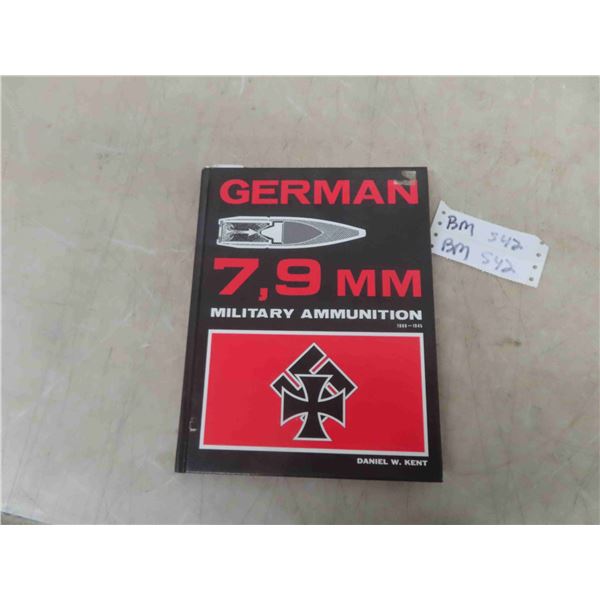 GERMAN
7,9 MM
MILITARY AMMUNITION
1888-1945
DANIEL W. KENT
BM 542
BM 542